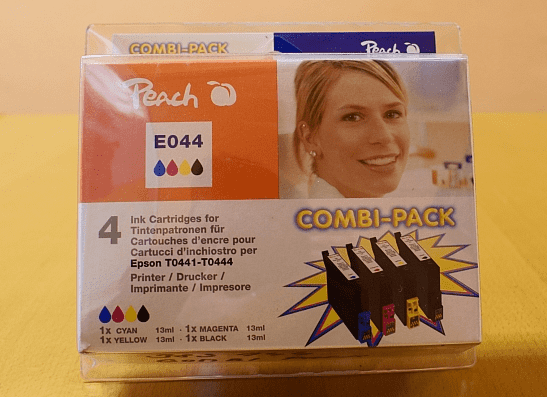 COMBI-PACK
Peach
Peach
E044
COMBI-PACK
4
Ink Cartridges for
Tintenpatronen für
Cartouches d'encre pour
Cartucci d'inchiostro per
Epson T0441-T0444
Printer / Drucker /
Imprimante / Impresore
1x CYAN 13ml · 1x MAGENTA 13ml
1x YELLOW 13ml · 1x BLACK 13ml